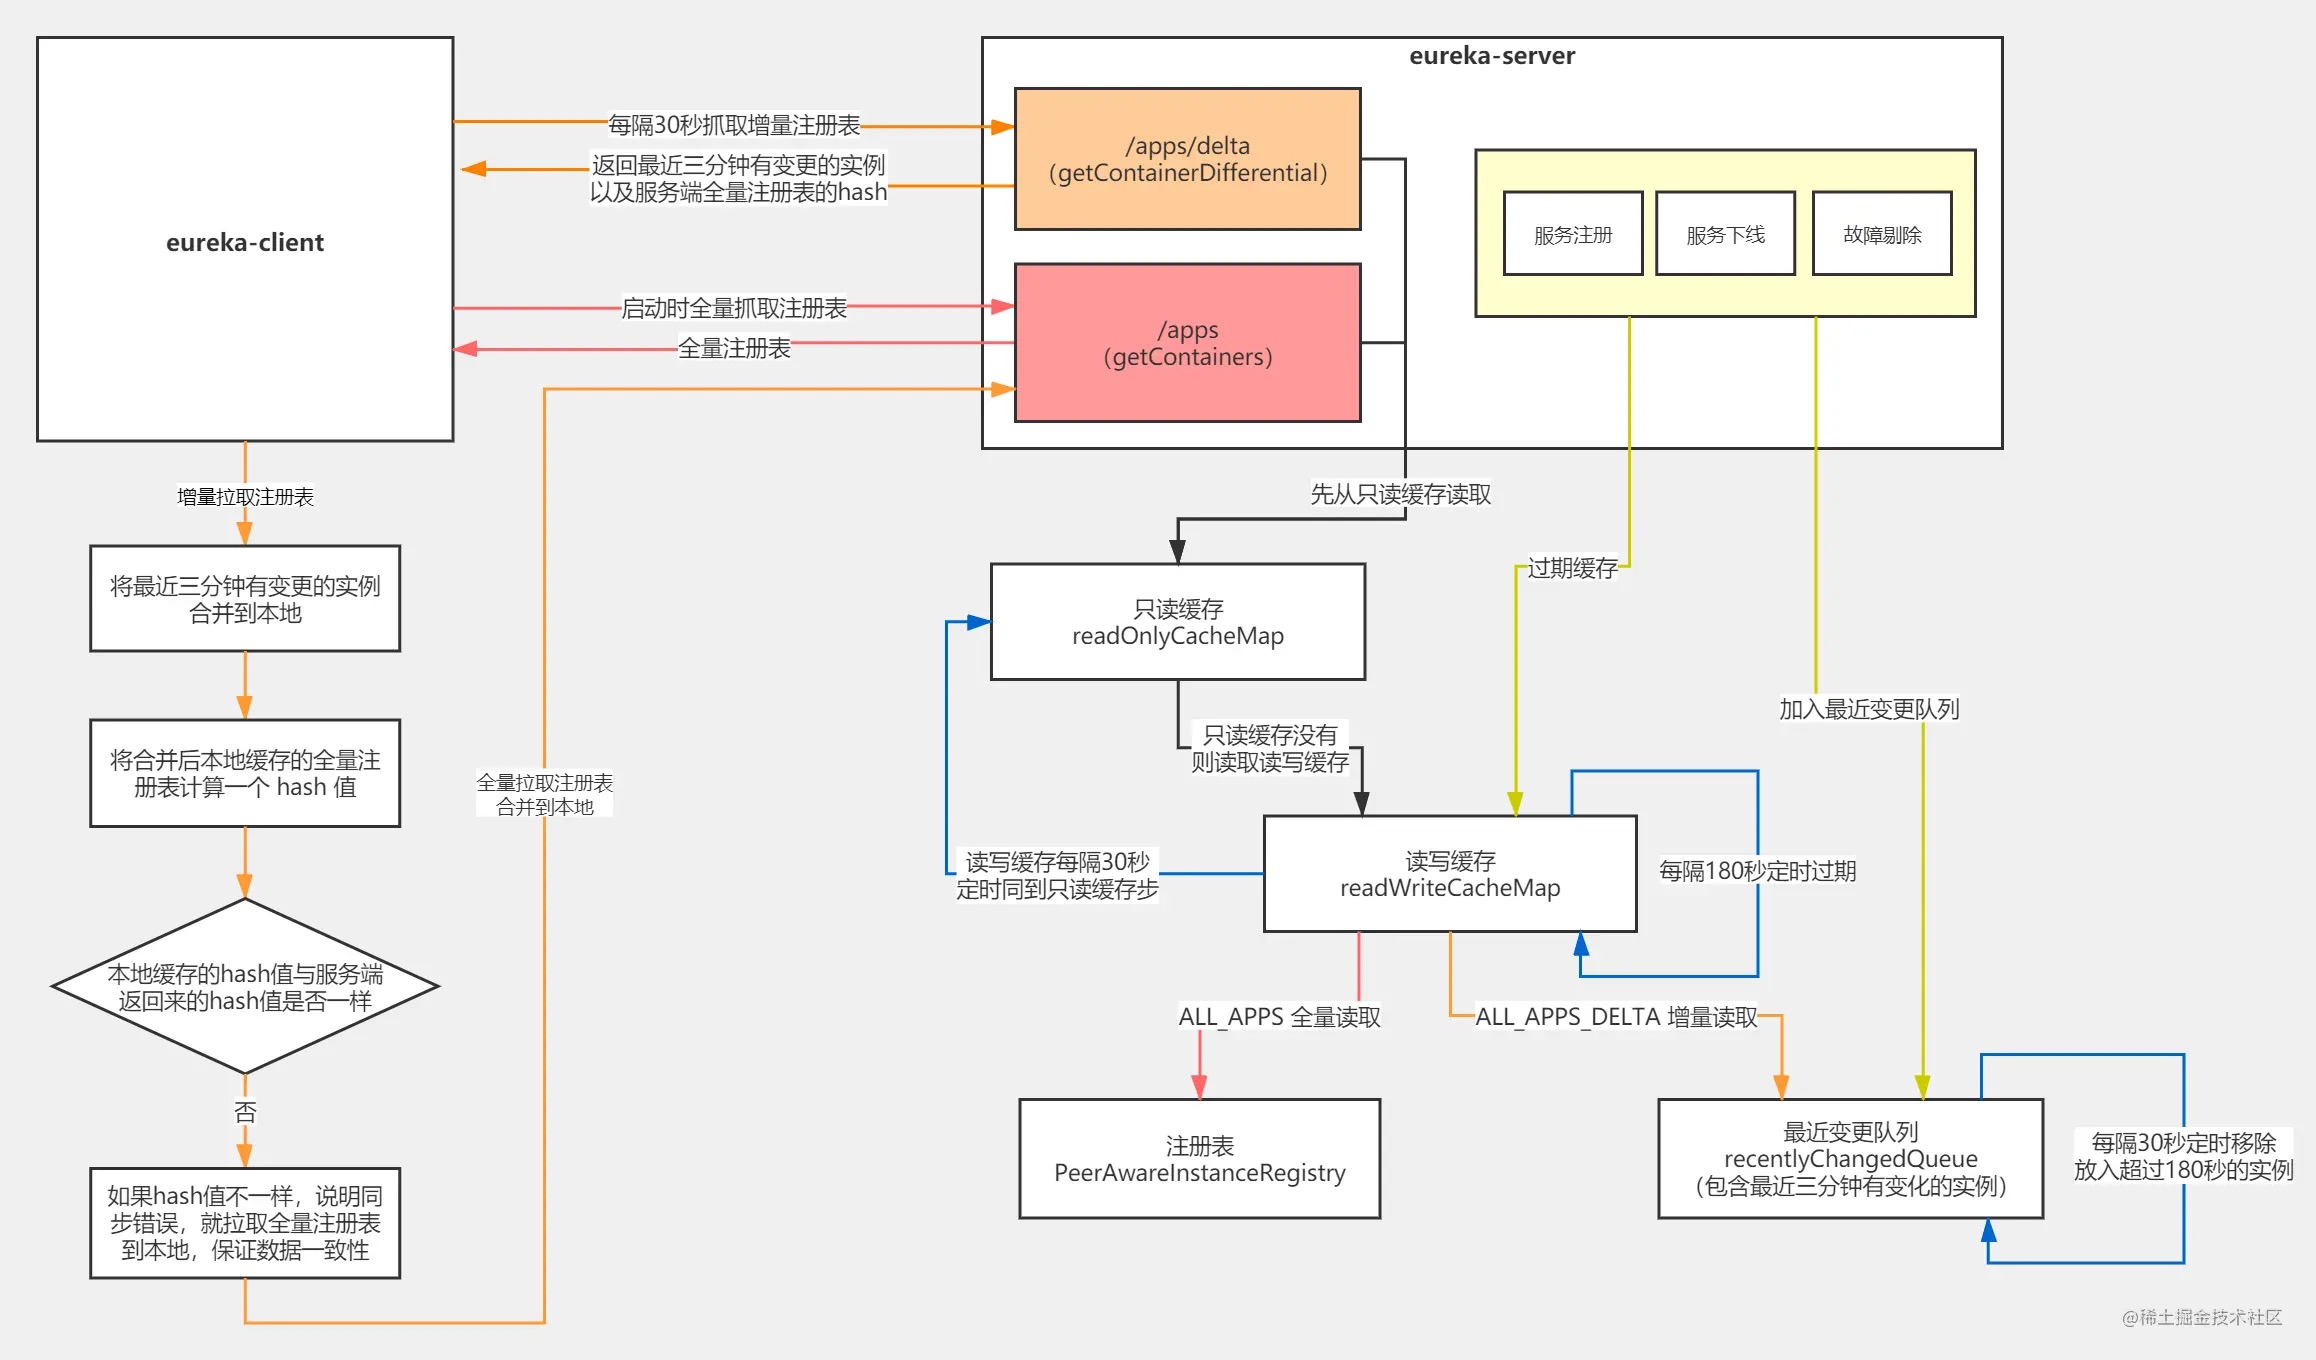 eureka-client
每隔30秒抓取增量注册表
返回最近三分钟有变更的实例
以及服务端全量注册表的hash
启动时全量抓取注册表
全量注册表
eureka-server
/apps/delta
（getContainerDifferential）
/apps
（getContainers）
服务注册
服务下线
故障剔除
增量拉取注册表
将最近三分钟有变更的实例
合并到本地
将合并后本地缓存的全量注
册表计算一个 hash 值
本地缓存的hash值与服务端
返回来的hash值是否一样
否
如果hash值不一样，说明同
步错误，就拉取全量注册表
到本地，保证数据一致性
全量拉取注册表
合并到本地
先从只读缓存读取
只读缓存
readOnlyCacheMap
过期缓存
加入最近变更队列
只读缓存没有
则读取读写缓存
读写缓存每隔30秒
定时同到只读缓存步
读写缓存
readWriteCacheMap
每隔180秒定时过期
ALL_APPS 全量读取
ALL_APPS_DELTA 增量读取
注册表
PeerAwareInstanceRegistry
最近变更队列
recentlyChangedQueue
（包含最近三分钟有变化的实例）
每隔30秒定时移除
放入超过180秒的实例
@稀土掘金技术社区